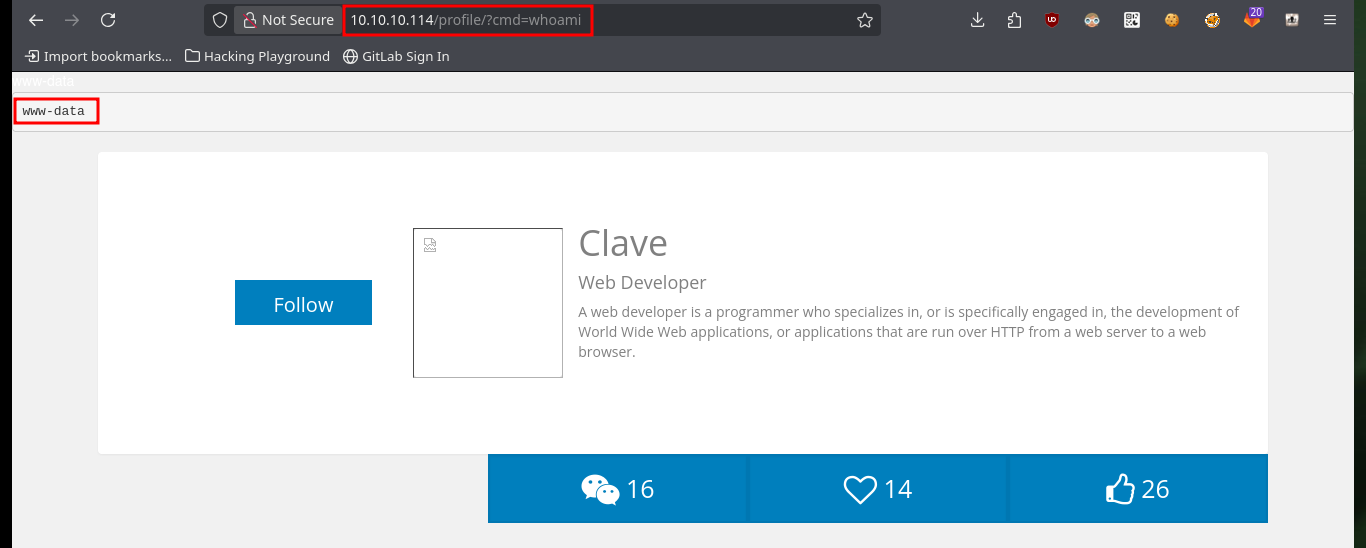 Not Secure 10.10.10.114/profile/?cmd=whoami 20
Import bookmarks... Hacking Playground GitLab Sign In
www-data
www-data
Clave
Web Developer
Follow
A web developer is a programmer who specializes in, or is specifically engaged in, the development of
World Wide Web applications, or applications that are run over HTTP from a web server to a web
browser.
16 14 26